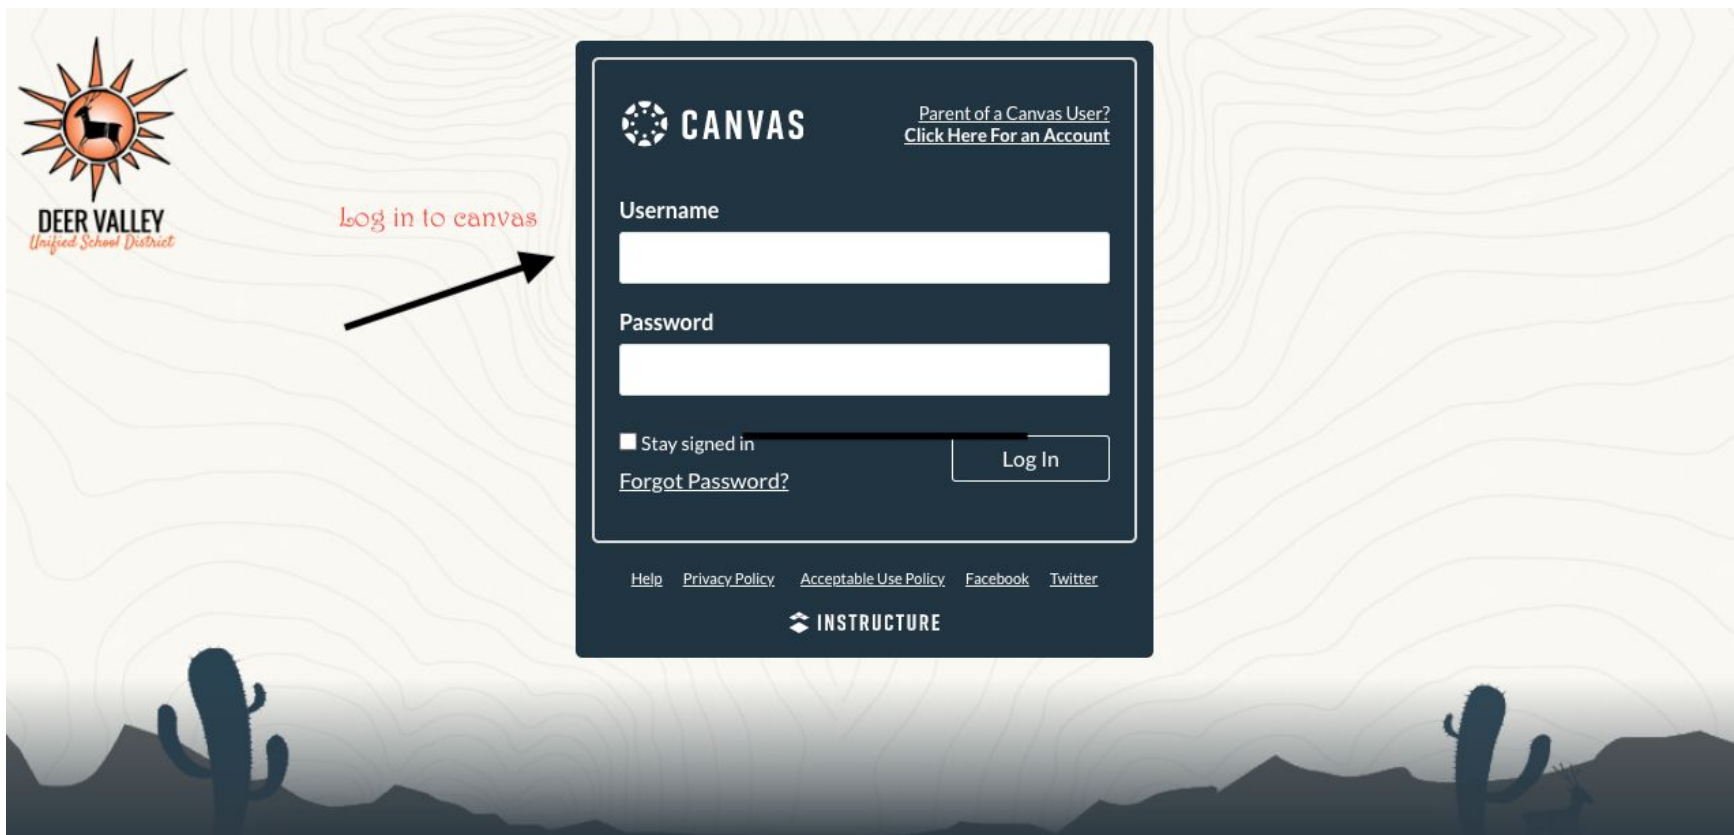 DEER VALLEY
Unified School District
Log in to canvas
CANVAS
Parent of a Canvas User?
Click Here For an Account
Username
Password
Stay signed in
Log In
Forgot Password?
Help Privacy Policy Acceptable Use Policy Facebook Twitter
INSTRUCTURE